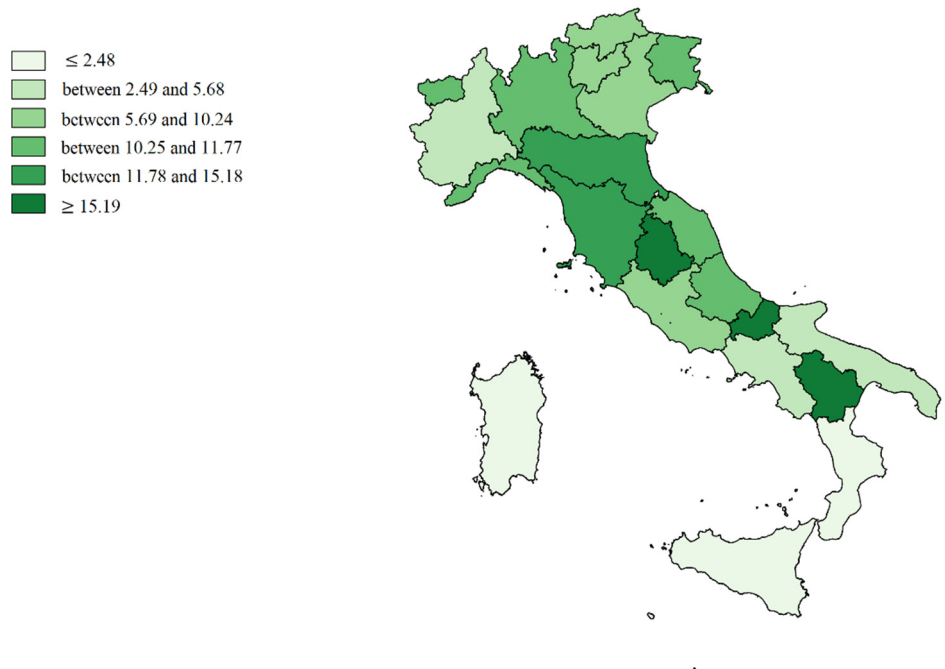 ≤ 2.48
between 2.49 and 5.68
between 5.69 and 10.24
between 10.25 and 11.77
between 11.78 and 15.18
≥ 15.19